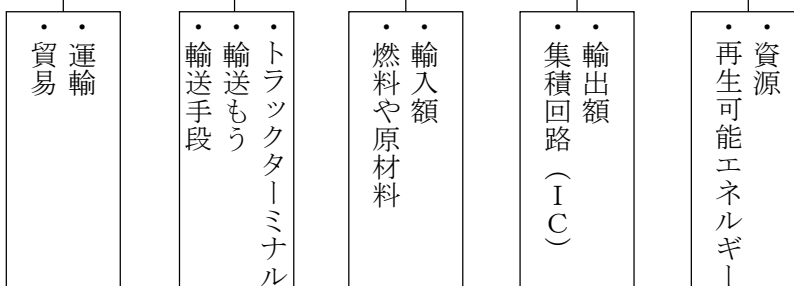 ・資源
・再生可能エネルギー
・輸出額
・集積回路（IC）
・輸入額
・燃料や原材料
・トラックターミナル
・輸送もう
・輸送手段
・運輸
・貿易